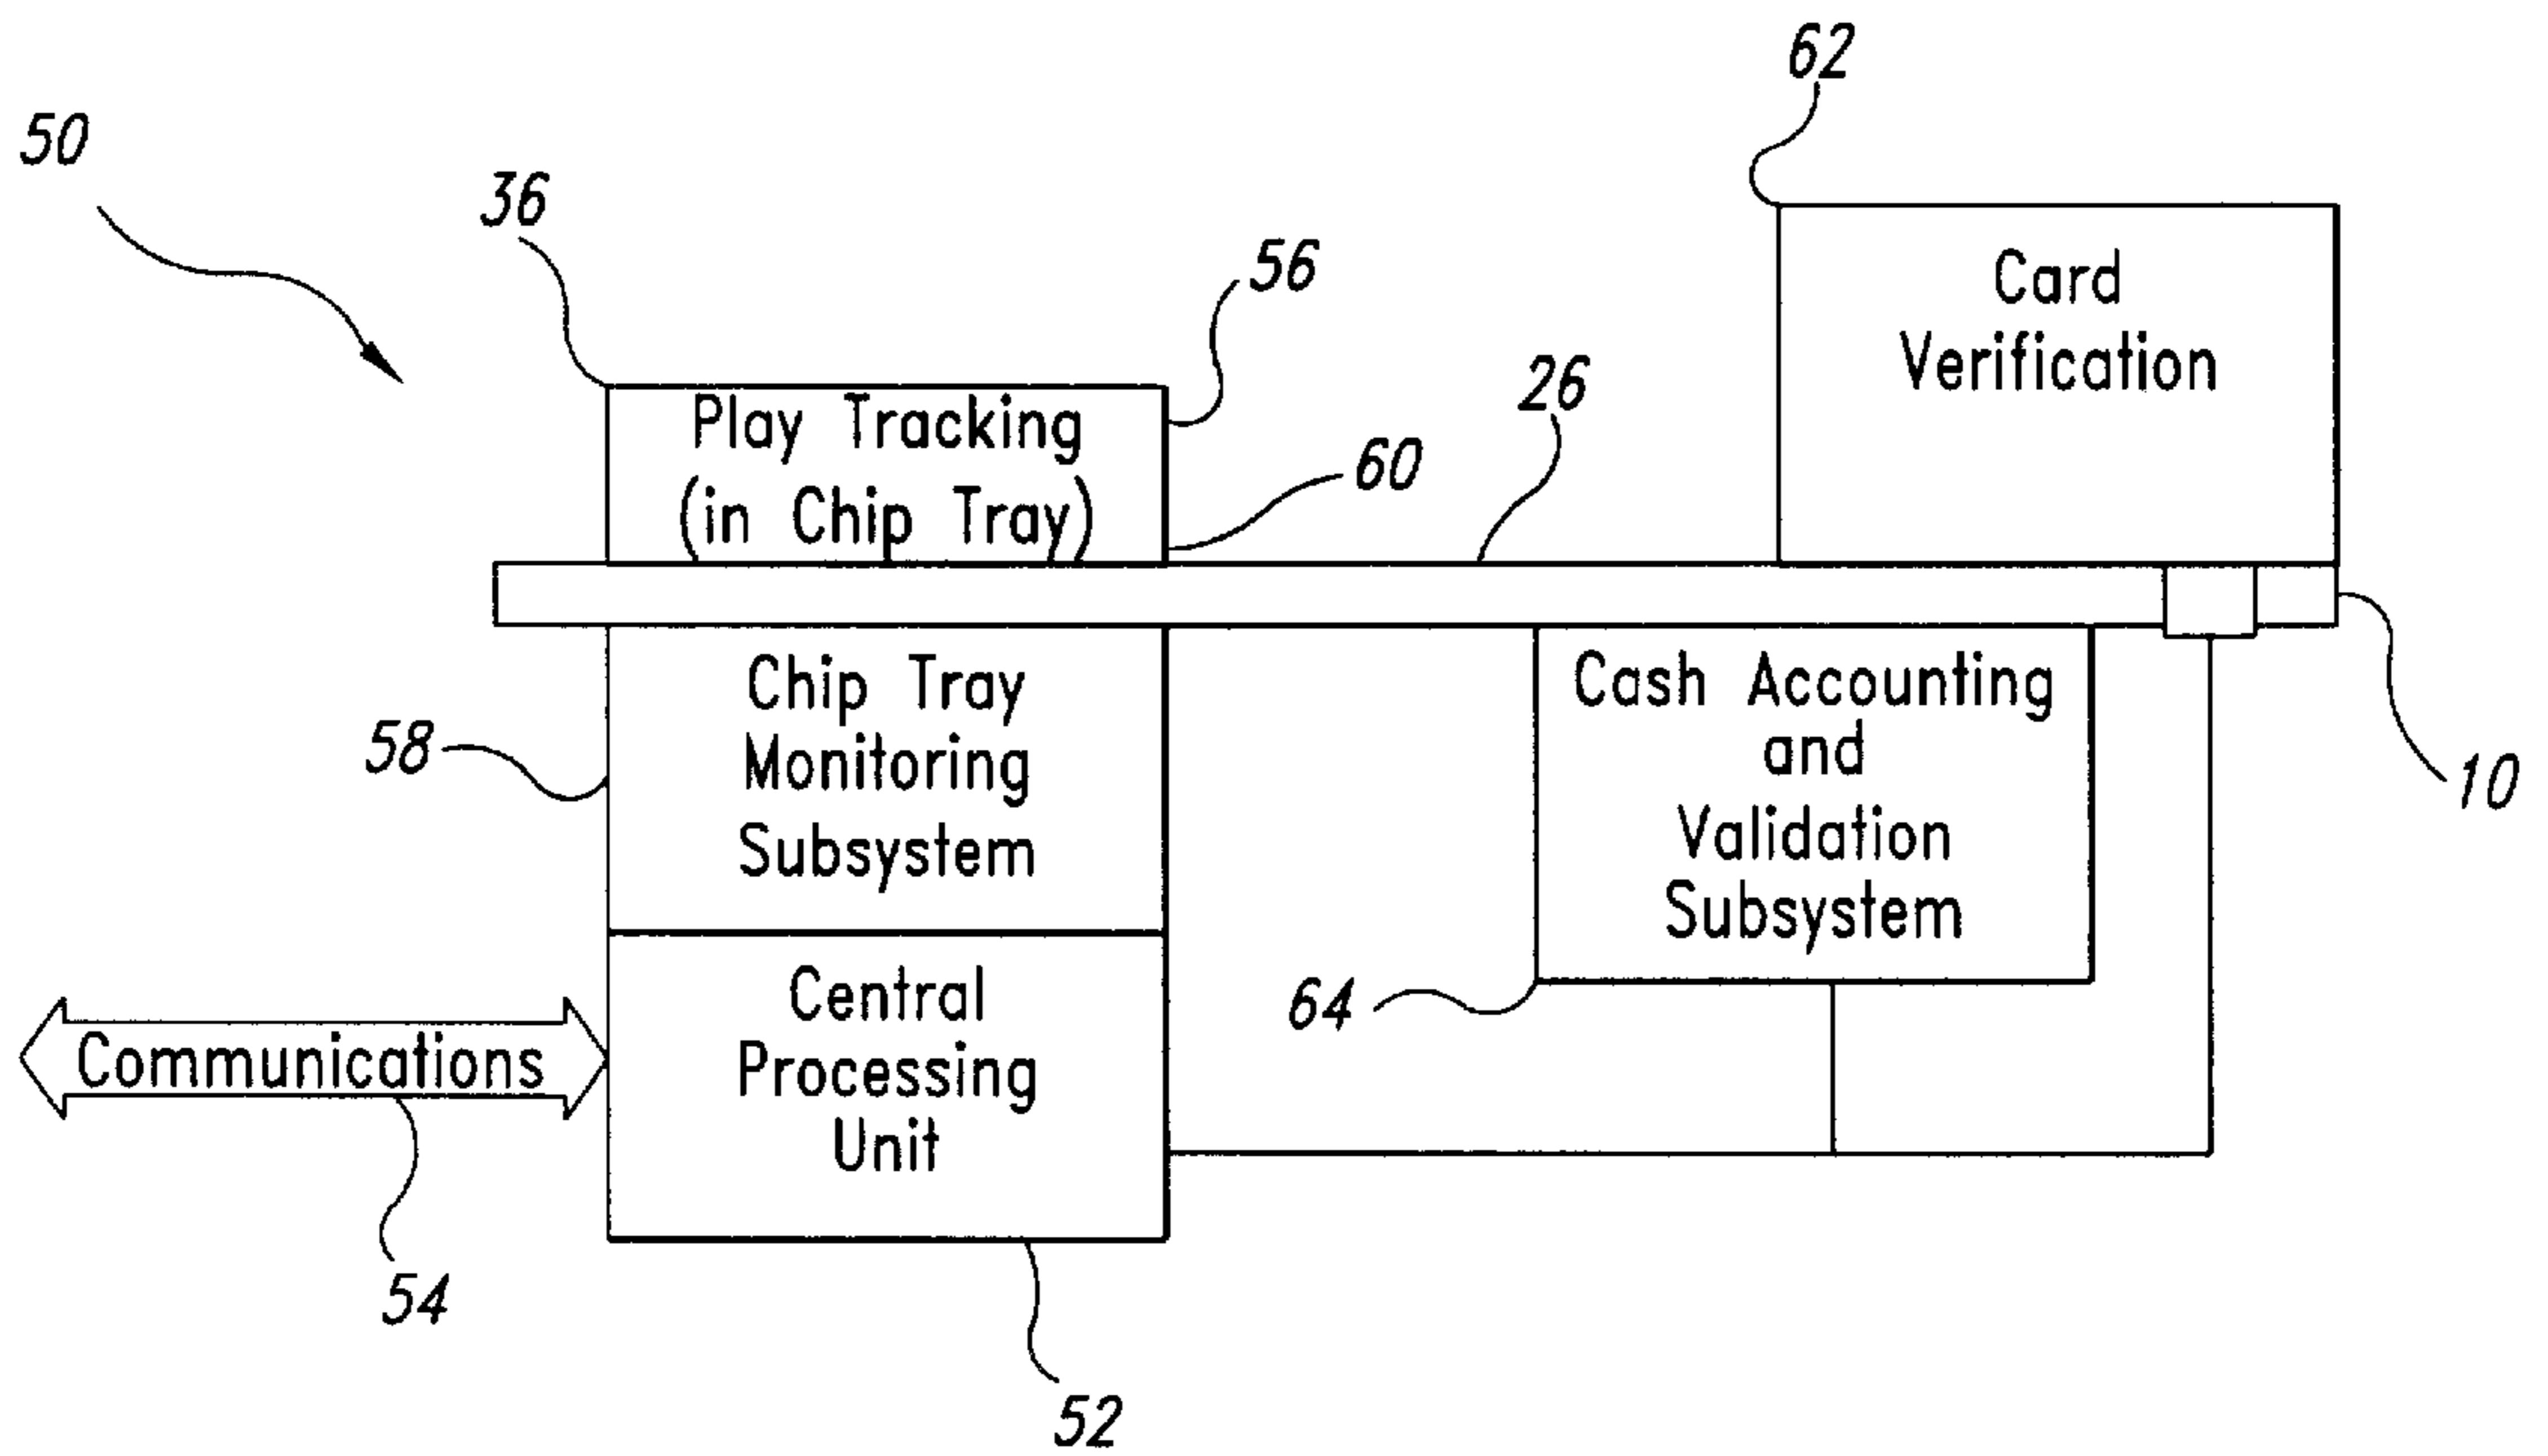 62
50
36
56
Card
Verification
26
Play Tracking
(in Chip Tray)
60
Chip Tray
Monitoring
Subsystem
58
Cash Accounting
and
Validation
Subsystem
10
64
Central
Processing
Unit
Communications
54
52